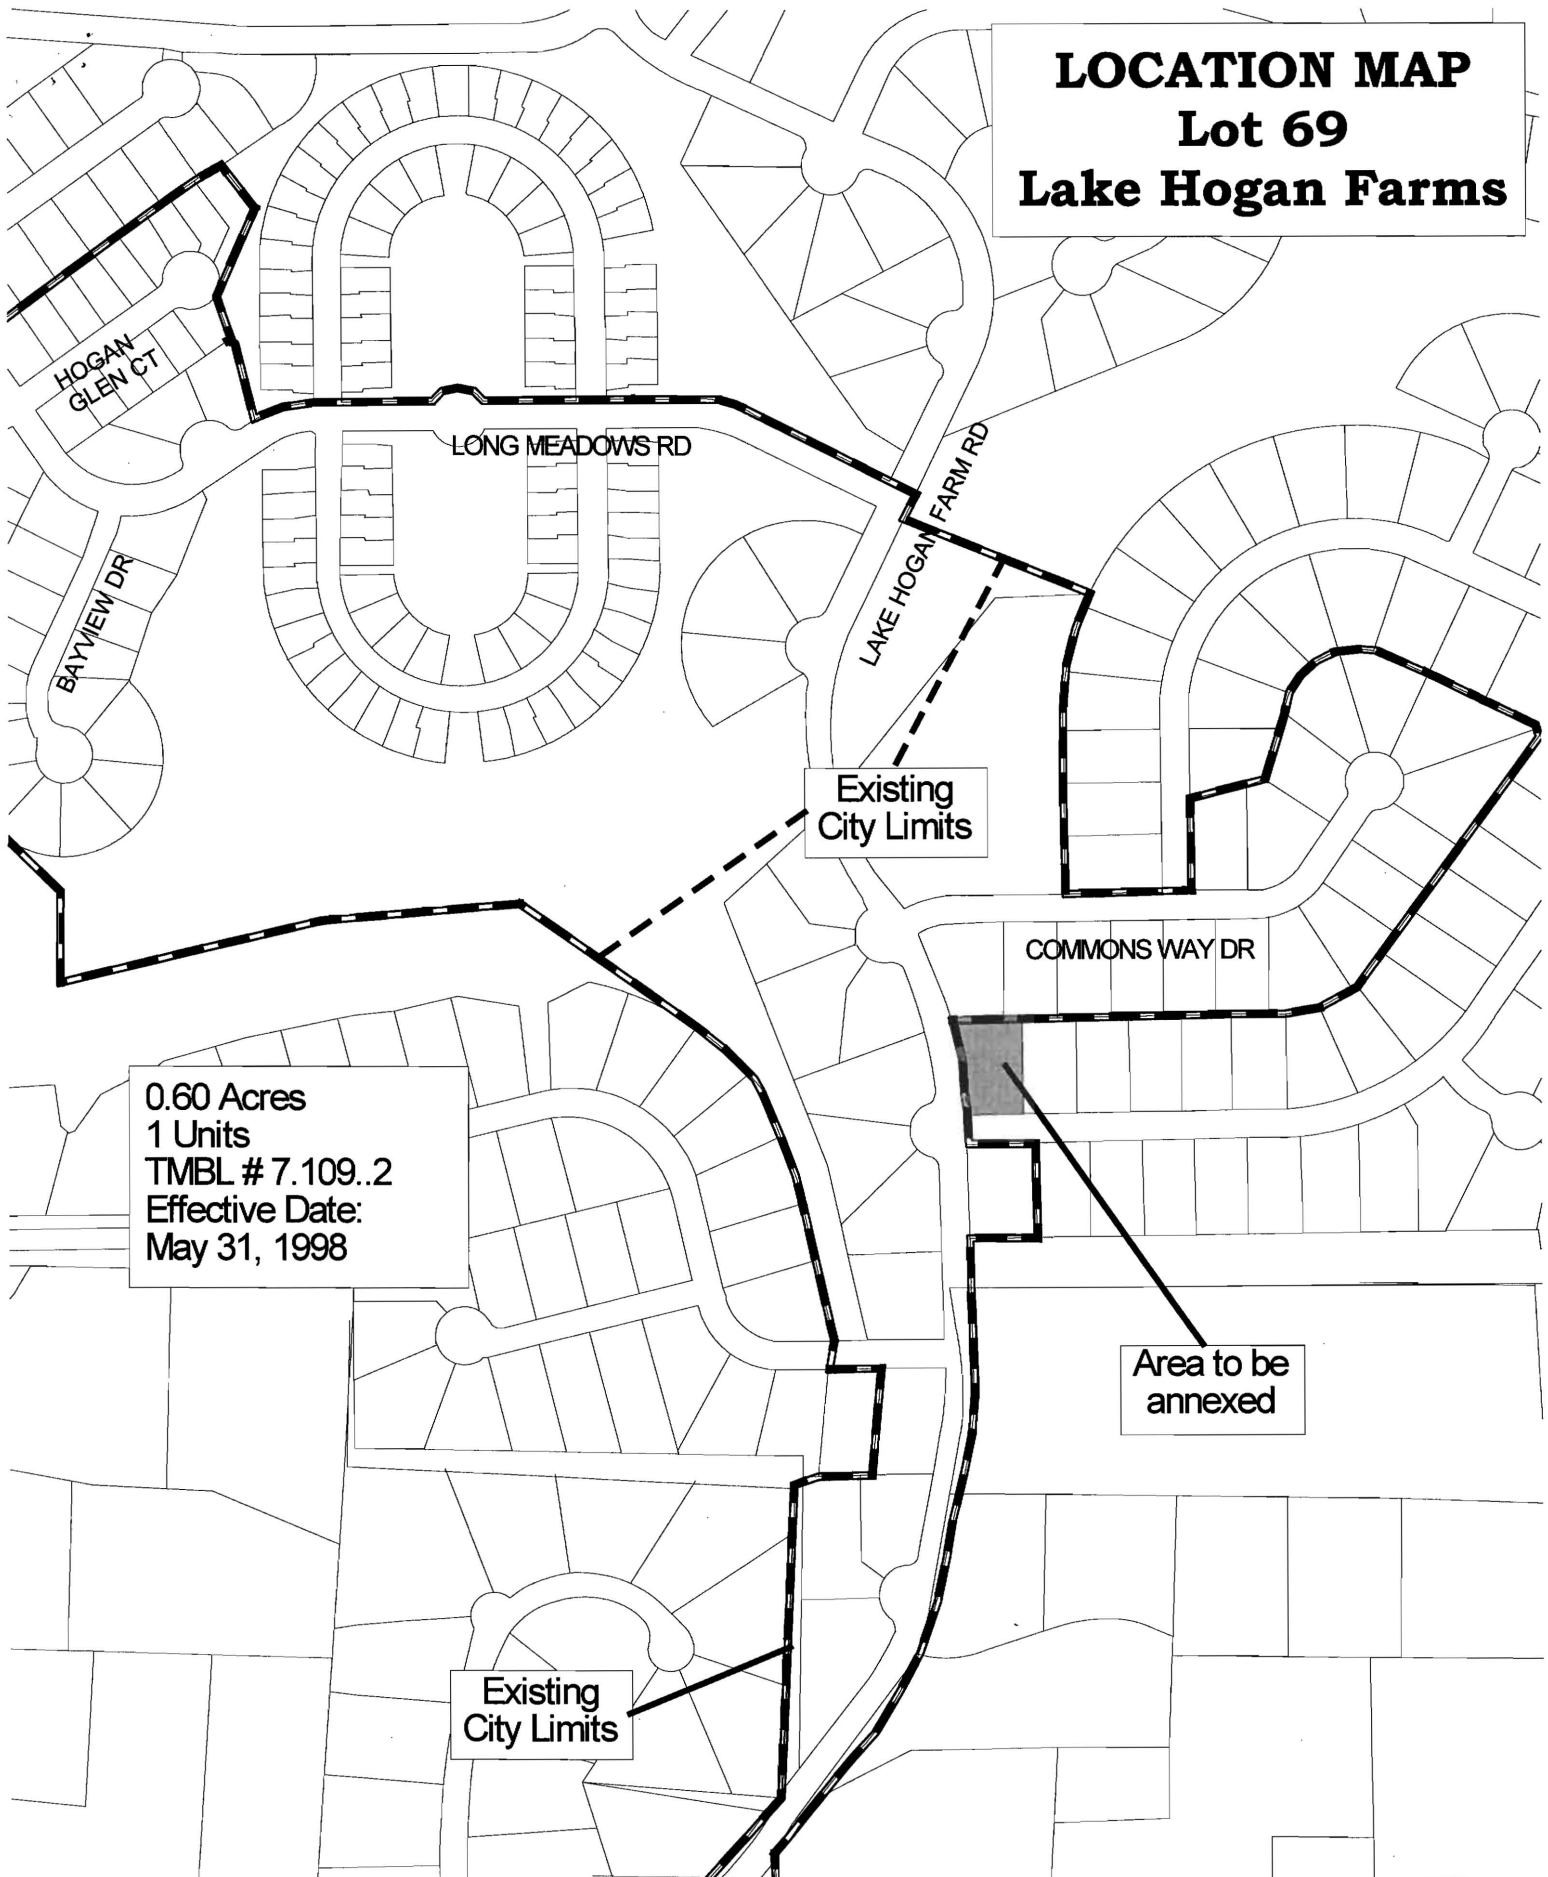 LOCATION MAP
Lot 69
Lake Hogan Farms
HOGAN
GLEN CT
LONG MEADOWS RD
LAKE HOGAN FARM RD
BAYVIEW DR
Existing
City Limits
COMMONS WAY DR
0.60 Acres
1 Units
TMBL # 7.109..2
Effective Date:
May 31, 1998
Area to be
annexed
Existing
City Limits